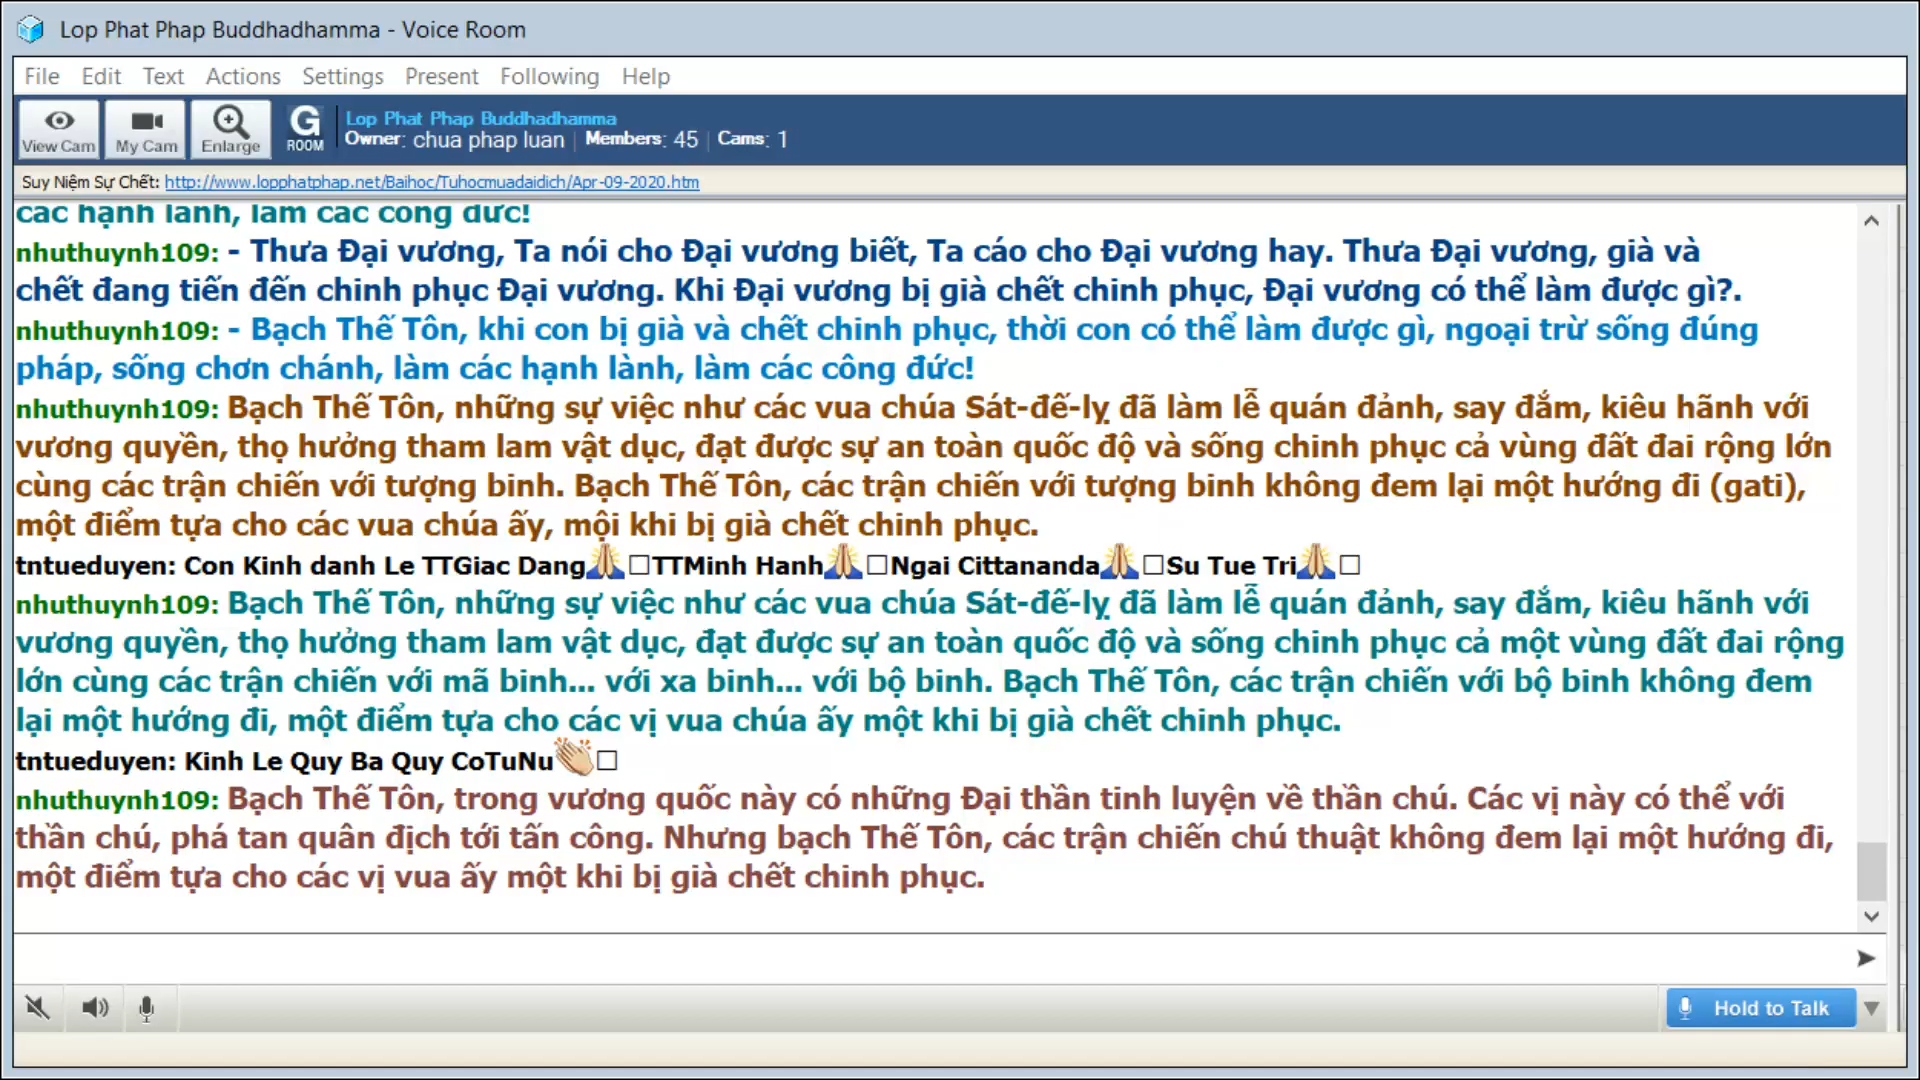 Lop Phat Phap Buddhadhamma - Voice Room
File Edit Text Actions Settings Present Following Help
View Cam My Cam Enlarge G ROOM
Lop Phat Phap Buddhadhamma
Owner: chua phap luan | Members: 45 | Cams: 1
Suy Niệm Sự Chết: http://www.lopphatphap.net/Baihoc/Tuhocmuadaidich/Apr-09-2020.htm
các hạnh lành, làm các công đức!
nhuthuynh109: - Thưa Đại vương, Ta nói cho Đại vương biết, Ta cáo cho Đại vương hay. Thưa Đại vương, già và
chết đang tiến đến chinh phục Đại vương. Khi Đại vương bị già chết chinh phục, Đại vương có thể làm được gì?.
nhuthuynh109: - Bạch Thế Tôn, khi con bị già và chết chinh phục, thời con có thể làm được gì, ngoại trừ sống đúng
pháp, sống chơn chánh, làm các hạnh lành, làm các công đức!
nhuthuynh109: Bạch Thế Tôn, những sự việc như các vua chúa Sát-đế-lỵ đã làm lễ quán đảnh, say đắm, kiêu hãnh với
vương quyền, thọ hưởng tham lam vật dục, đạt được sự an toàn quốc độ và sống chinh phục cả vùng đất đai rộng lớn
cùng các trận chiến với tượng binh. Bạch Thế Tôn, các trận chiến với tượng binh không đem lại một hướng đi (gati),
một điểm tựa cho các vua chúa ấy, mội khi bị già chết chinh phục.
tntueduyen: Con Kinh danh Le TTGiac Dang🙏□TTMinh Hanh🙏□Ngai Cittananda🙏□Su Tue Tri🙏□
nhuthuynh109: Bạch Thế Tôn, những sự việc như các vua chúa Sát-đế-lỵ đã làm lễ quán đảnh, say đắm, kiêu hãnh với
vương quyền, thọ hưởng tham lam vật dục, đạt được sự an toàn quốc độ và sống chinh phục cả một vùng đất đai rộng
lớn cùng các trận chiến với mã binh... với xa binh... với bộ binh. Bạch Thế Tôn, các trận chiến với bộ binh không đem
lại một hướng đi, một điểm tựa cho các vị vua chúa ấy một khi bị già chết chinh phục.
tntueduyen: Kinh Le Quy Ba Quy CoTuNu👏□
nhuthuynh109: Bạch Thế Tôn, trong vương quốc này có những Đại thần tinh luyện về thần chú. Các vị này có thể với
thần chú, phá tan quân địch tới tấn công. Nhưng bạch Thế Tôn, các trận chiến chú thuật không đem lại một hướng đi,
một điểm tựa cho các vị vua ấy một khi bị già chết chinh phục.
Hold to Talk